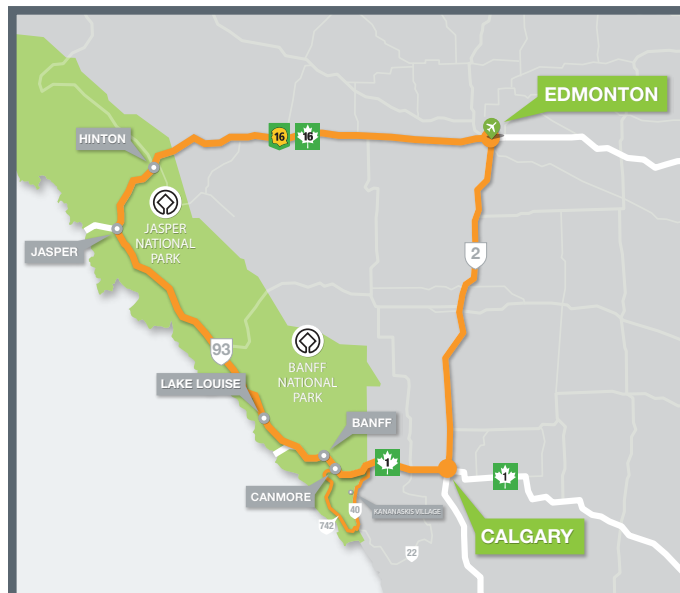 EDMONTON
16
16
HINTON
JASPER
NATIONAL
PARK
JASPER
2
93
BANFF
NATIONAL
PARK
LAKE LOUISE
BANFF
1
1
CANMORE
40
KANANASKIS VILLAGE
742
CALGARY
22